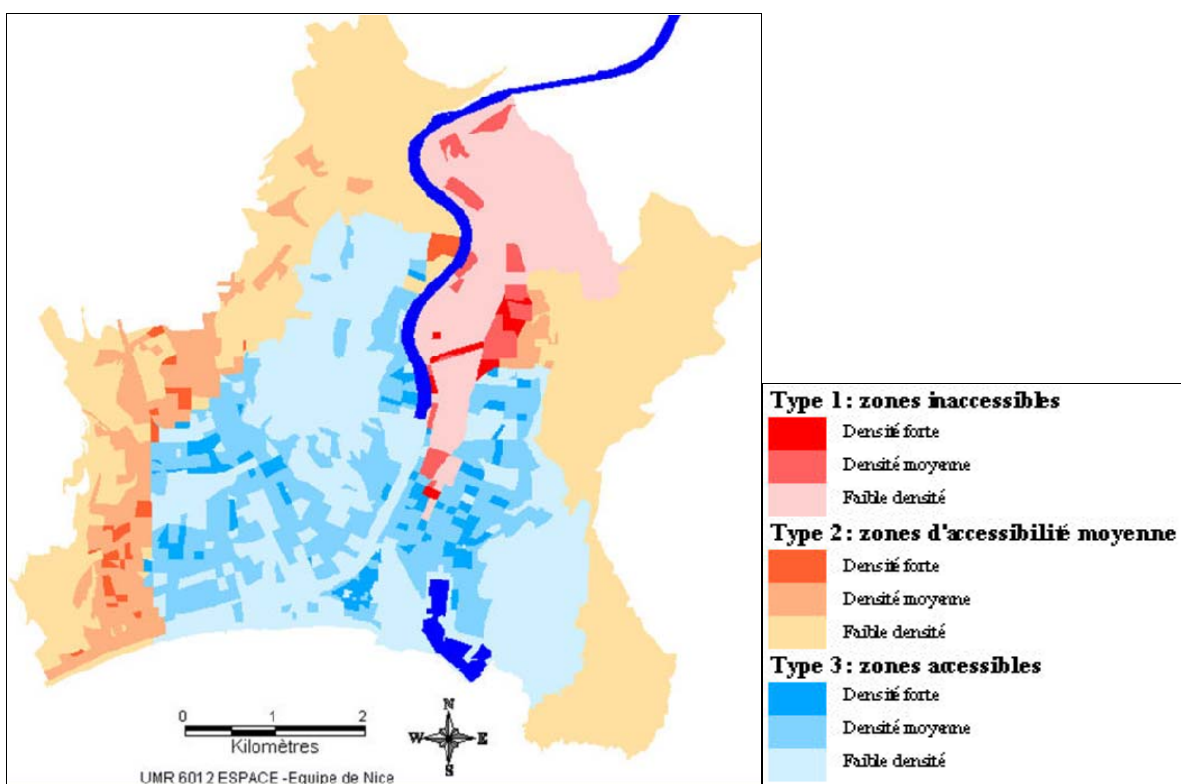 0 1 2
Kilomètres
N
W E
S
UMR 6012 ESPACE -Equipe de Nice
Type 1: zones inaccessibles
Densité forte
Densité moyenne
Faible densité
Type 2: zones d'accessibilité moyenne
Densité forte
Densité moyenne
Faible densité
Type 3: zones accessibles
Densité forte
Densité moyenne
Faible densité